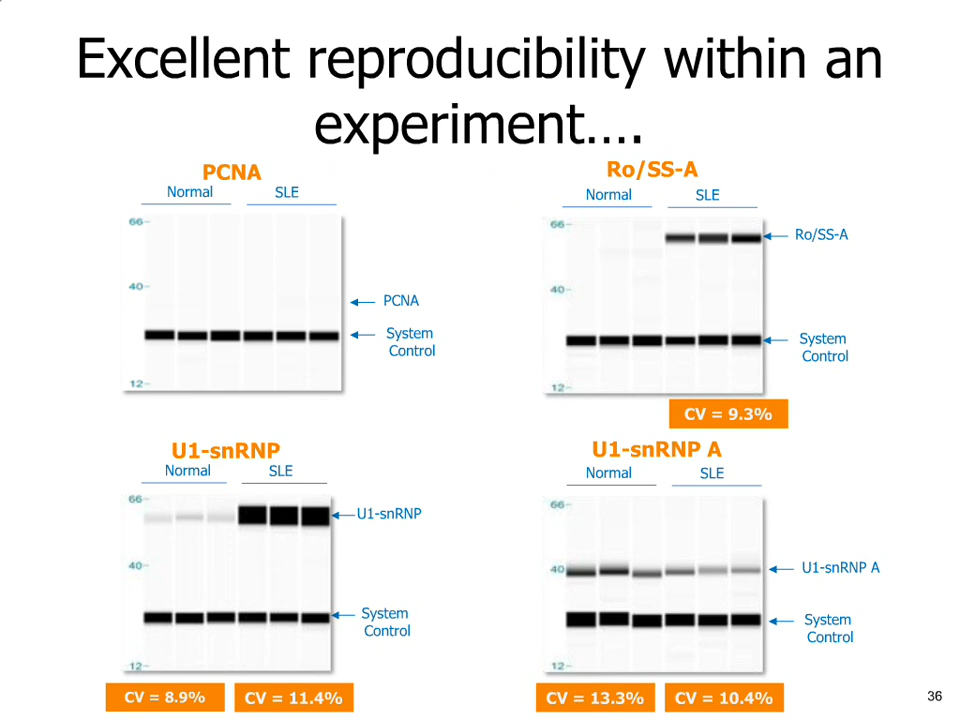 Excellent reproducibility within an
experiment….
PCNA
Normal SLE
66
40
12
PCNA
System
Control
Ro/SS-A
Normal SLE
66
40
12
Ro/SS-A
System
Control
CV = 9.3%
U1-snRNP
Normal SLE
66
40
12
U1-snRNP
System
Control
CV = 8.9% CV = 11.4%
U1-snRNP A
Normal SLE
66
40
12
U1-snRNP A
System
Control
CV = 13.3% CV = 10.4%
36